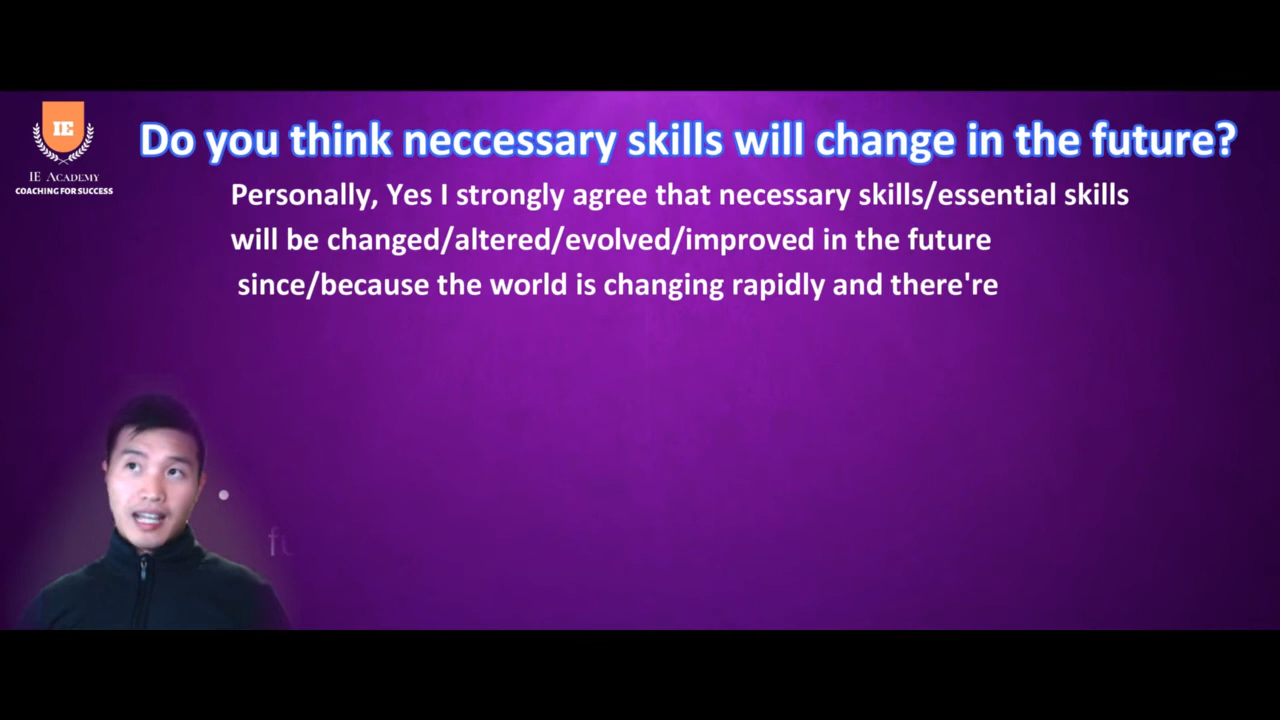 IE
IE ACADEMY
COACHING FOR SUCCESS
Do you think neccessary skills will change in the future?
Personally, Yes I strongly agree that necessary skills/essential skills
will be changed/altered/evolved/improved in the future
since/because the world is changing rapidly and there're
fu